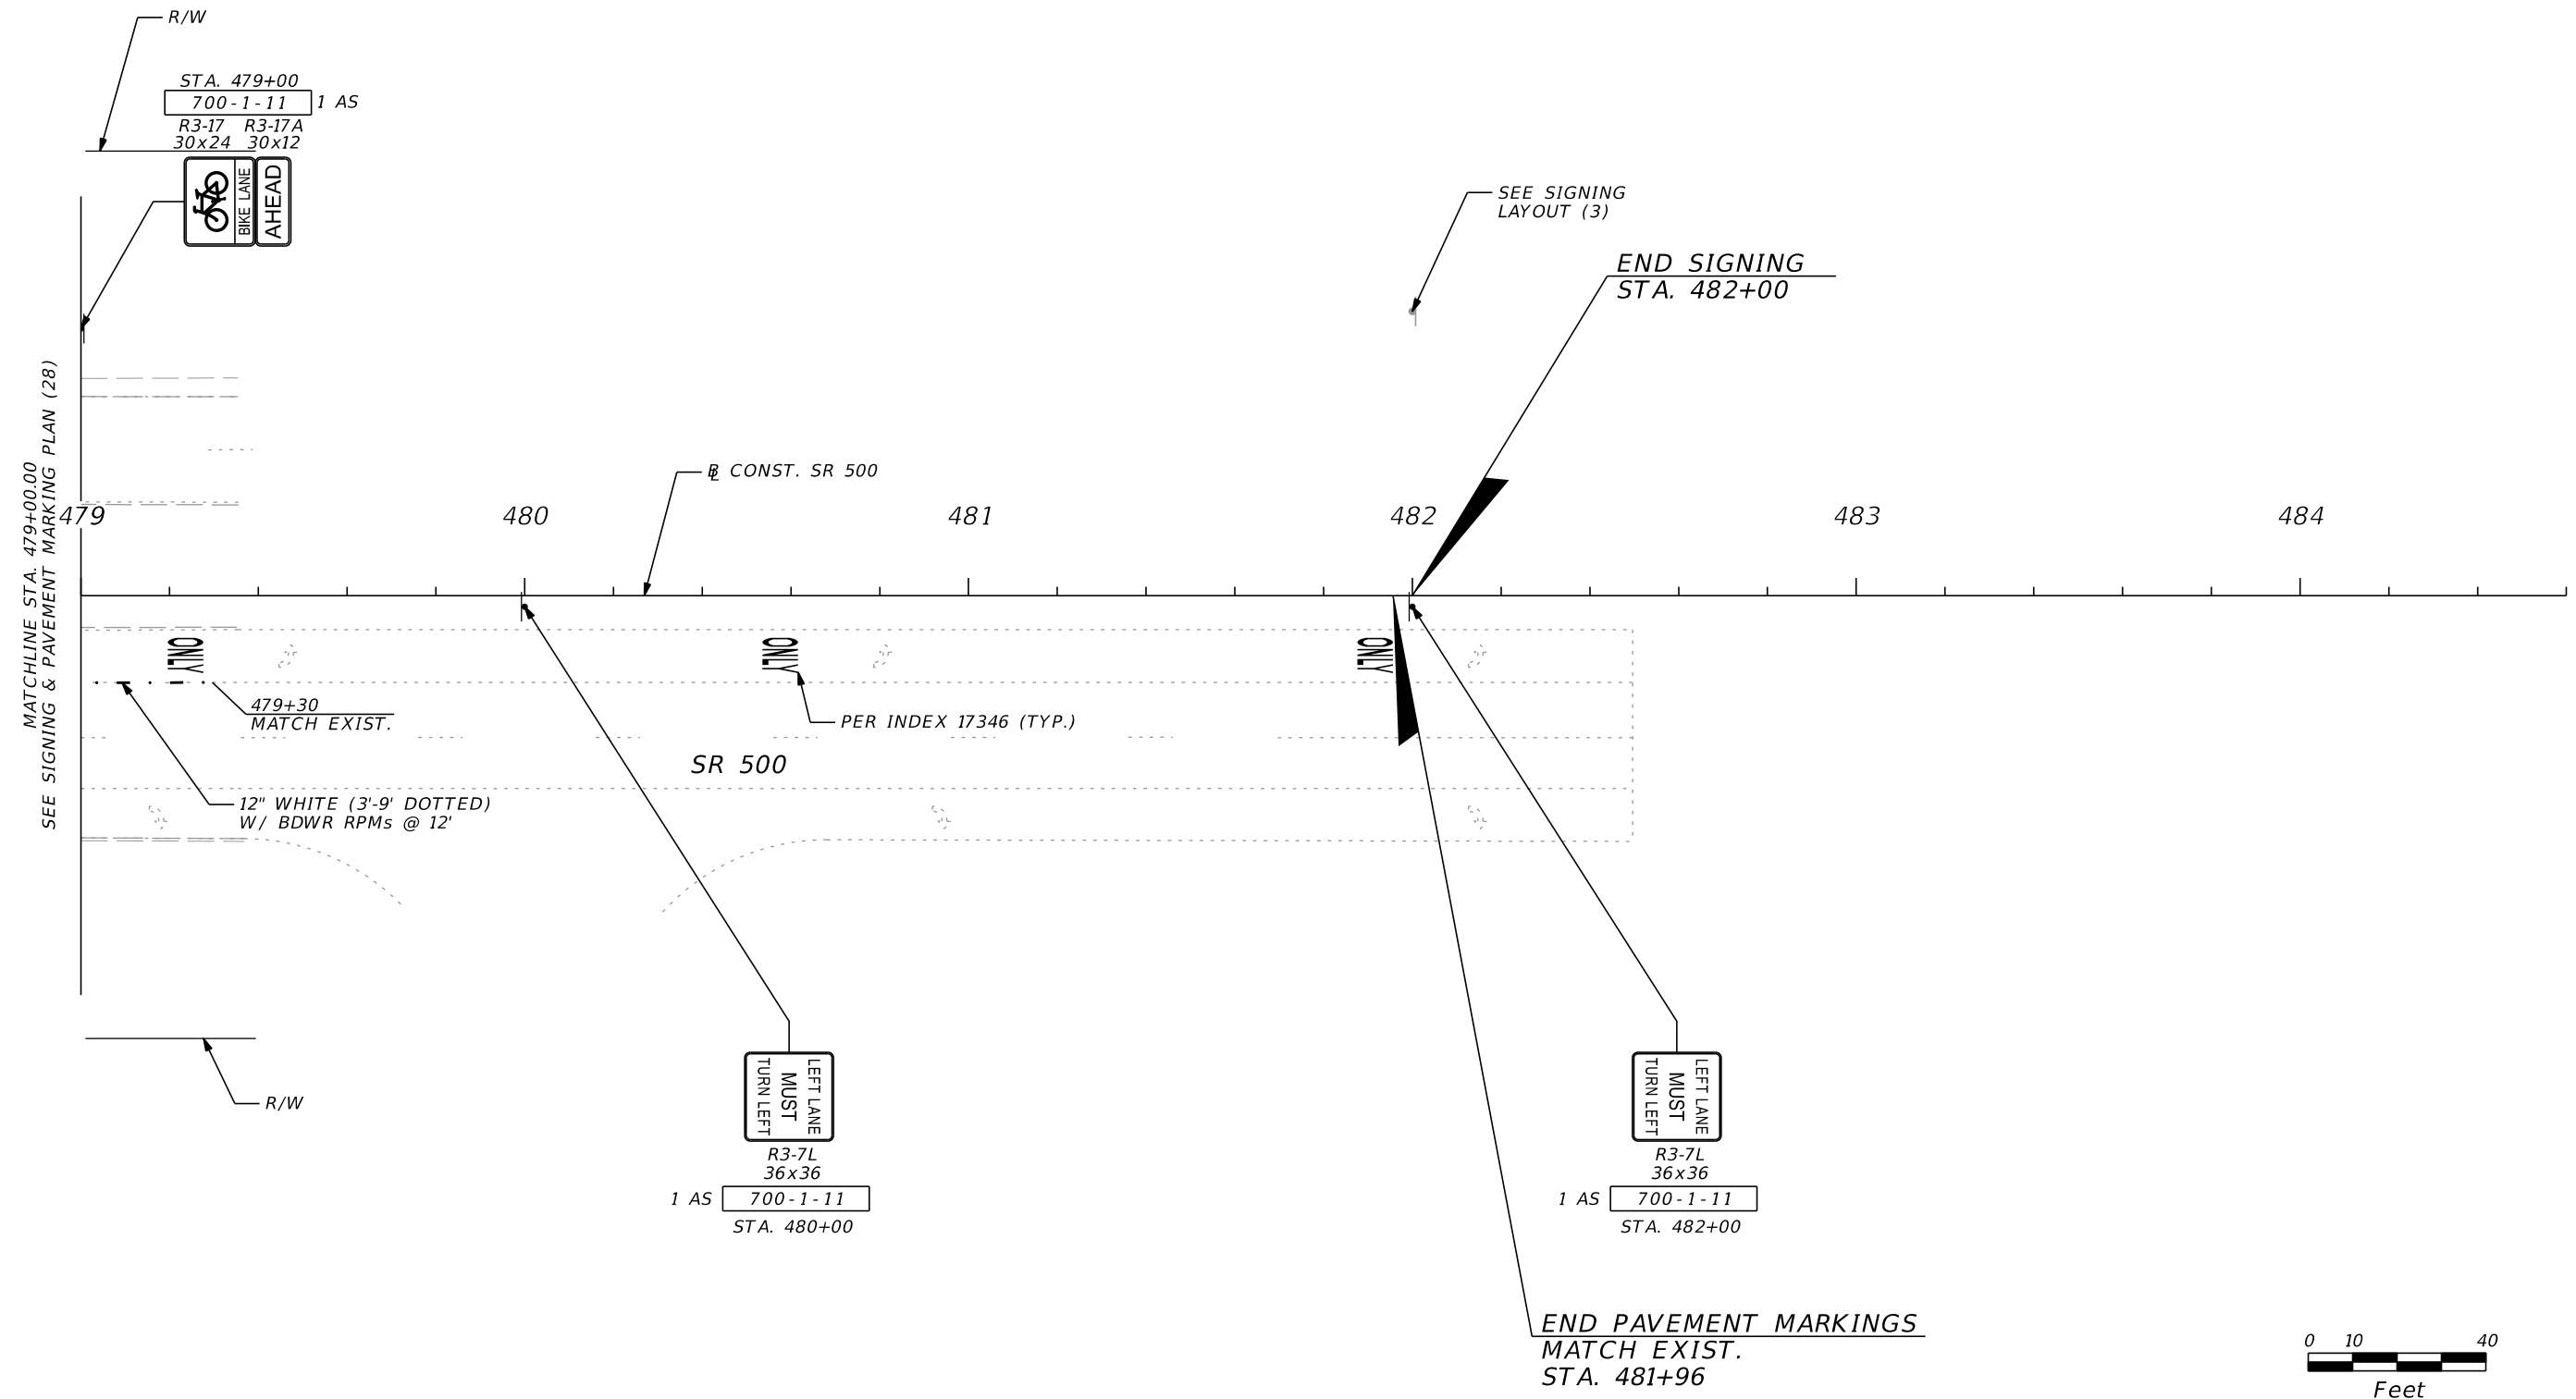 R/W
STA. 479+00
700-1-11 1 AS
R3-17 R3-17A
30x24 30x12
BIKE LANE
AHEAD
SEE SIGNING
LAYOUT (3)
END SIGNING
STA. 482+00
MATCHLINE STA. 479+00.00
SEE SIGNING & PAVEMENT MARKING PLAN (28)
BL CONST. SR 500
479 480 481 482 483 484
ONLY ONLY ONLY
479+30
MATCH EXIST.
PER INDEX 17346 (TYP.)
SR 500
12" WHITE (3'-9' DOTTED)
W/ BDWR RPMs @ 12'
R/W
LEFT LANE
MUST
TURN LEFT
R3-7L
36x36
1 AS 700-1-11
STA. 480+00
LEFT LANE
MUST
TURN LEFT
R3-7L
36x36
1 AS 700-1-11
STA. 482+00
END PAVEMENT MARKINGS
MATCH EXIST.
STA. 481+96
0 10 40
Feet